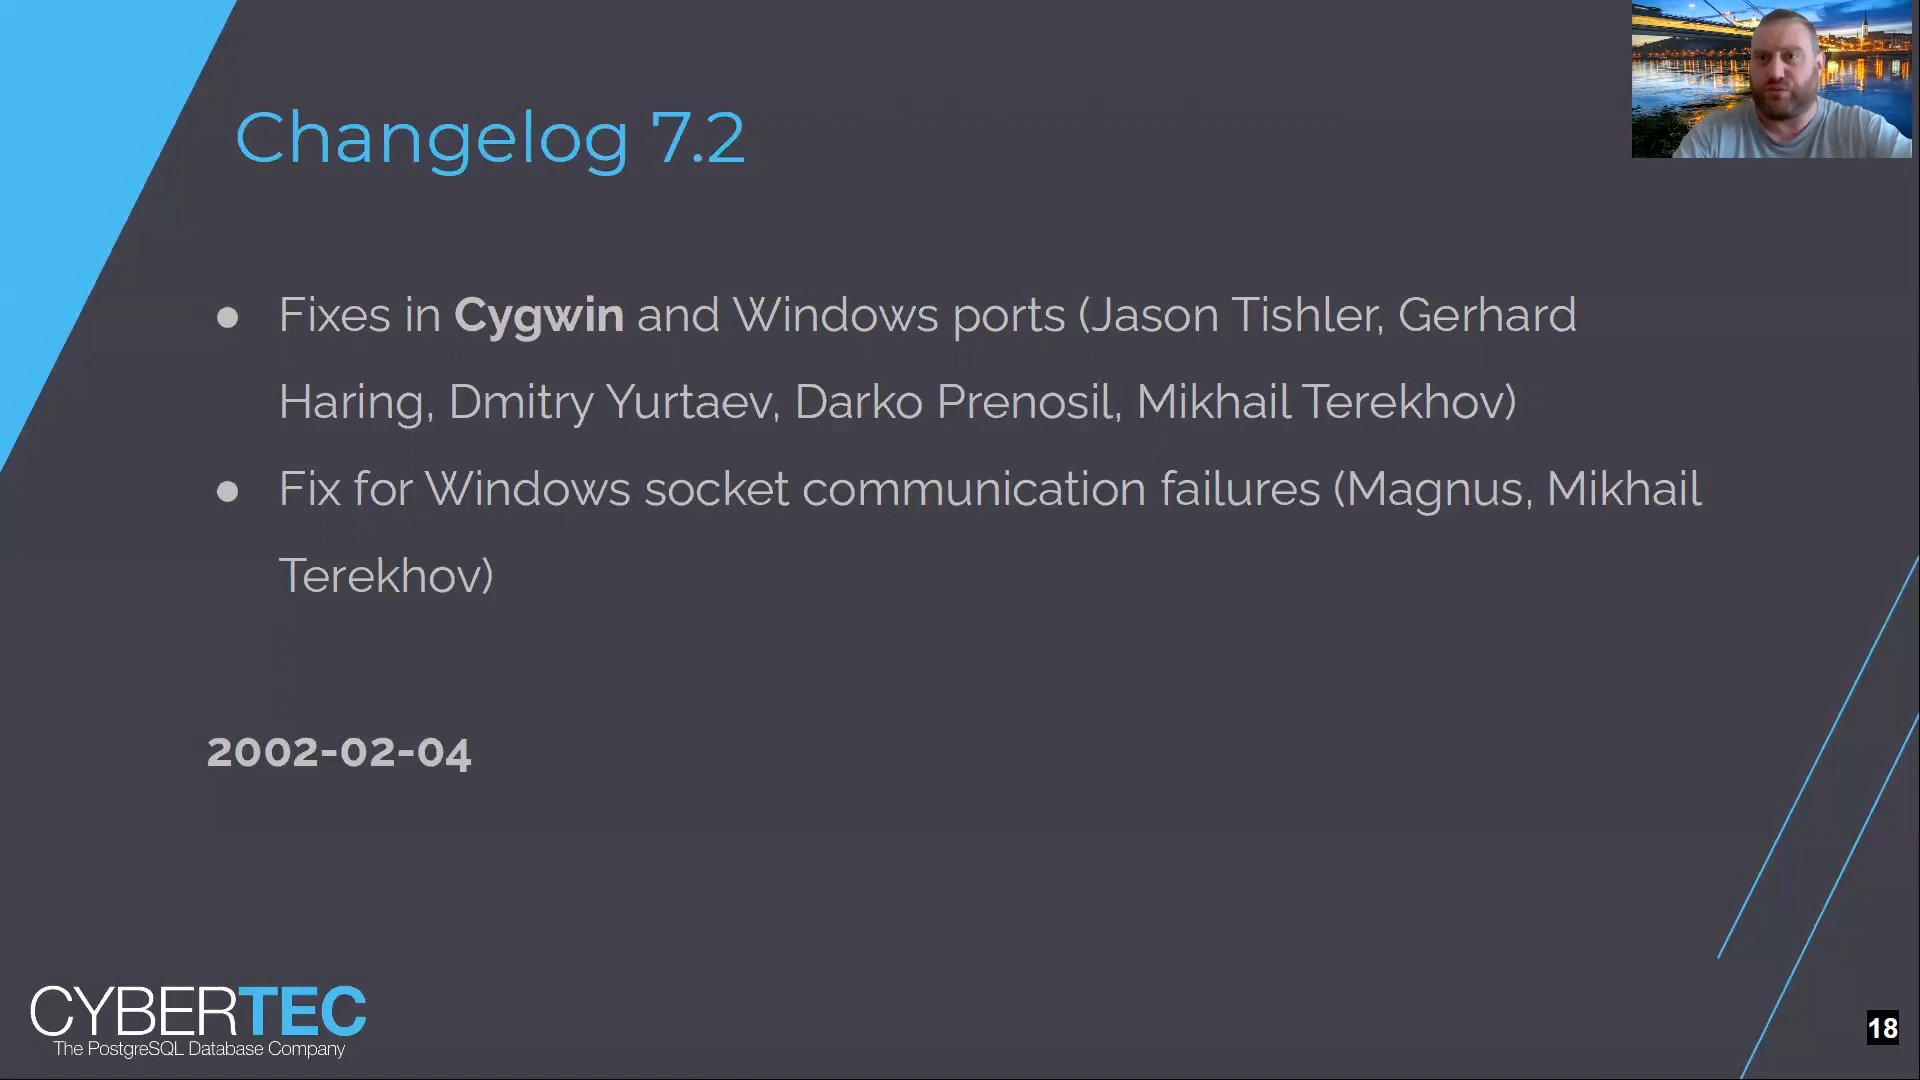 Changelog 7.2
● Fixes in Cygwin and Windows ports (Jason Tishler, Gerhard
Haring, Dmitry Yurtaev, Darko Prenosil, Mikhail Terekhov)
● Fix for Windows socket communication failures (Magnus, Mikhail
Terekhov)
2002-02-04
CYBERTEC
The PostgreSQL Database Company
18